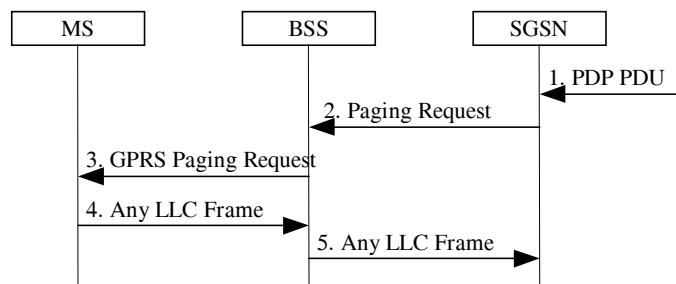 MS
BSS
SGSN
1. PDP PDU
2. Paging Request
3. GPRS Paging Request
4. Any LLC Frame
5. Any LLC Frame